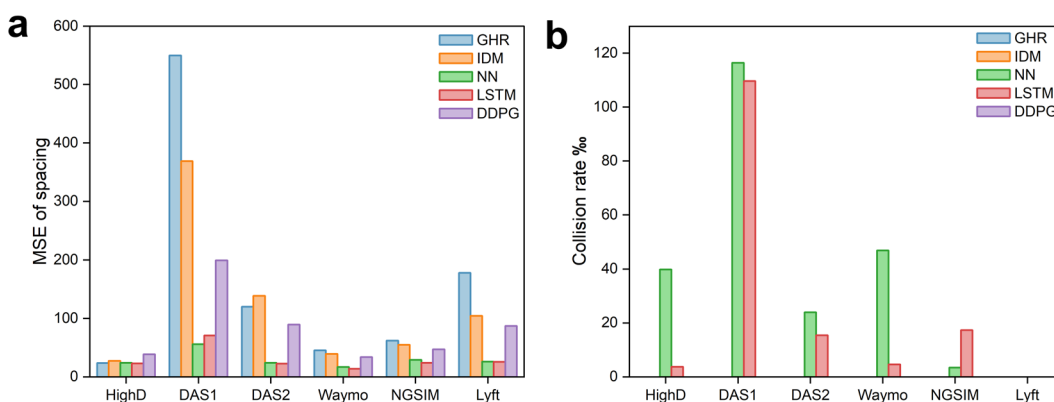 a
600
500
400
300
200
100
0
MSE of spacing
GHR
IDM
NN
LSTM
DDPG
HighD DAS1 DAS2 Waymo NGSIM Lyft
b
120
100
80
60
40
20
0
Collision rate ‰
GHR
IDM
NN
LSTM
DDPG
HighD DAS1 DAS2 Waymo NGSIM Lyft